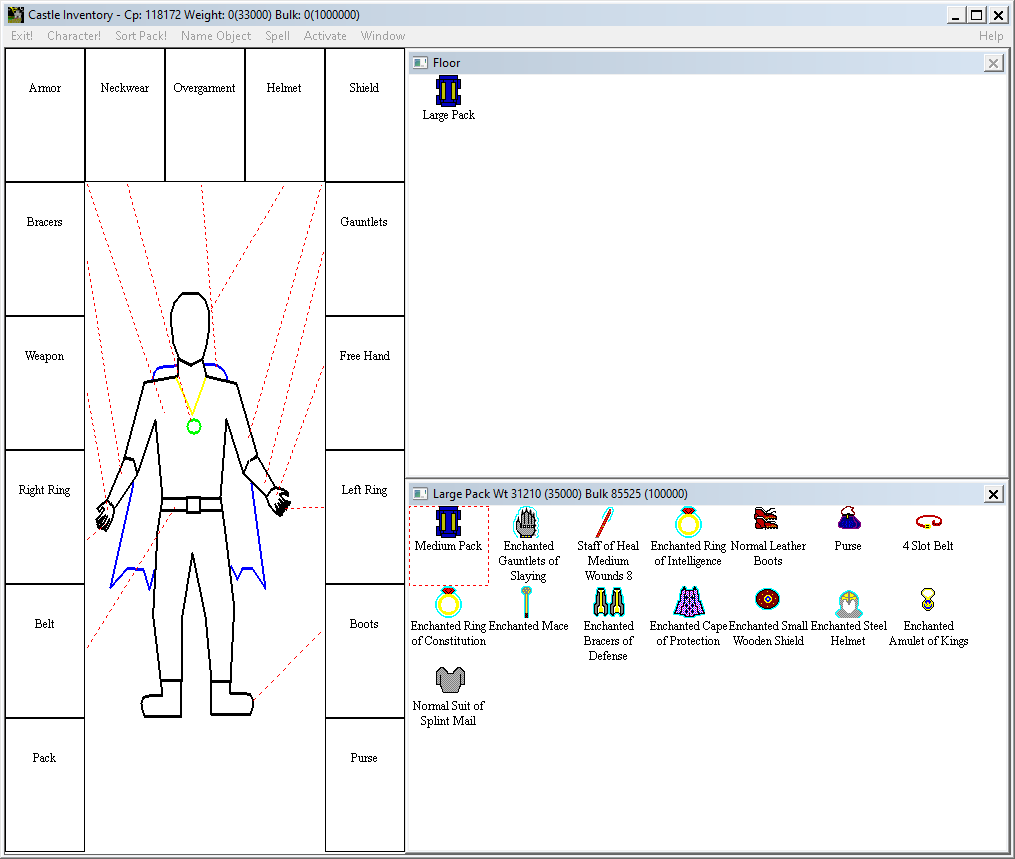 Castle Inventory - Cp: 118172 Weight: 0(33000) Bulk: 0(1000000)
Exit! Character! Sort Pack! Name Object Spell Activate Window Help
Armor Neckwear Overgarment Helmet Shield
Bracers Gauntlets
Weapon Free Hand
Right Ring Left Ring
Belt Boots
Pack Purse
Floor
Large Pack
Large Pack Wt 31210 (35000) Bulk 85525 (100000)
Medium Pack
Enchanted
Gauntlets of
Slaying
Staff of Heal
Medium
Wounds 8
Enchanted Ring
of Intelligence
Normal Leather
Boots
Purse
4 Slot Belt
Enchanted Ring
of Constitution
Enchanted Mace
Enchanted
Bracers of
Defense
Enchanted Cape
of Protection
Enchanted Small
Wooden Shield
Enchanted Steel
Helmet
Enchanted
Amulet of Kings
Normal Suit of
Splint Mail